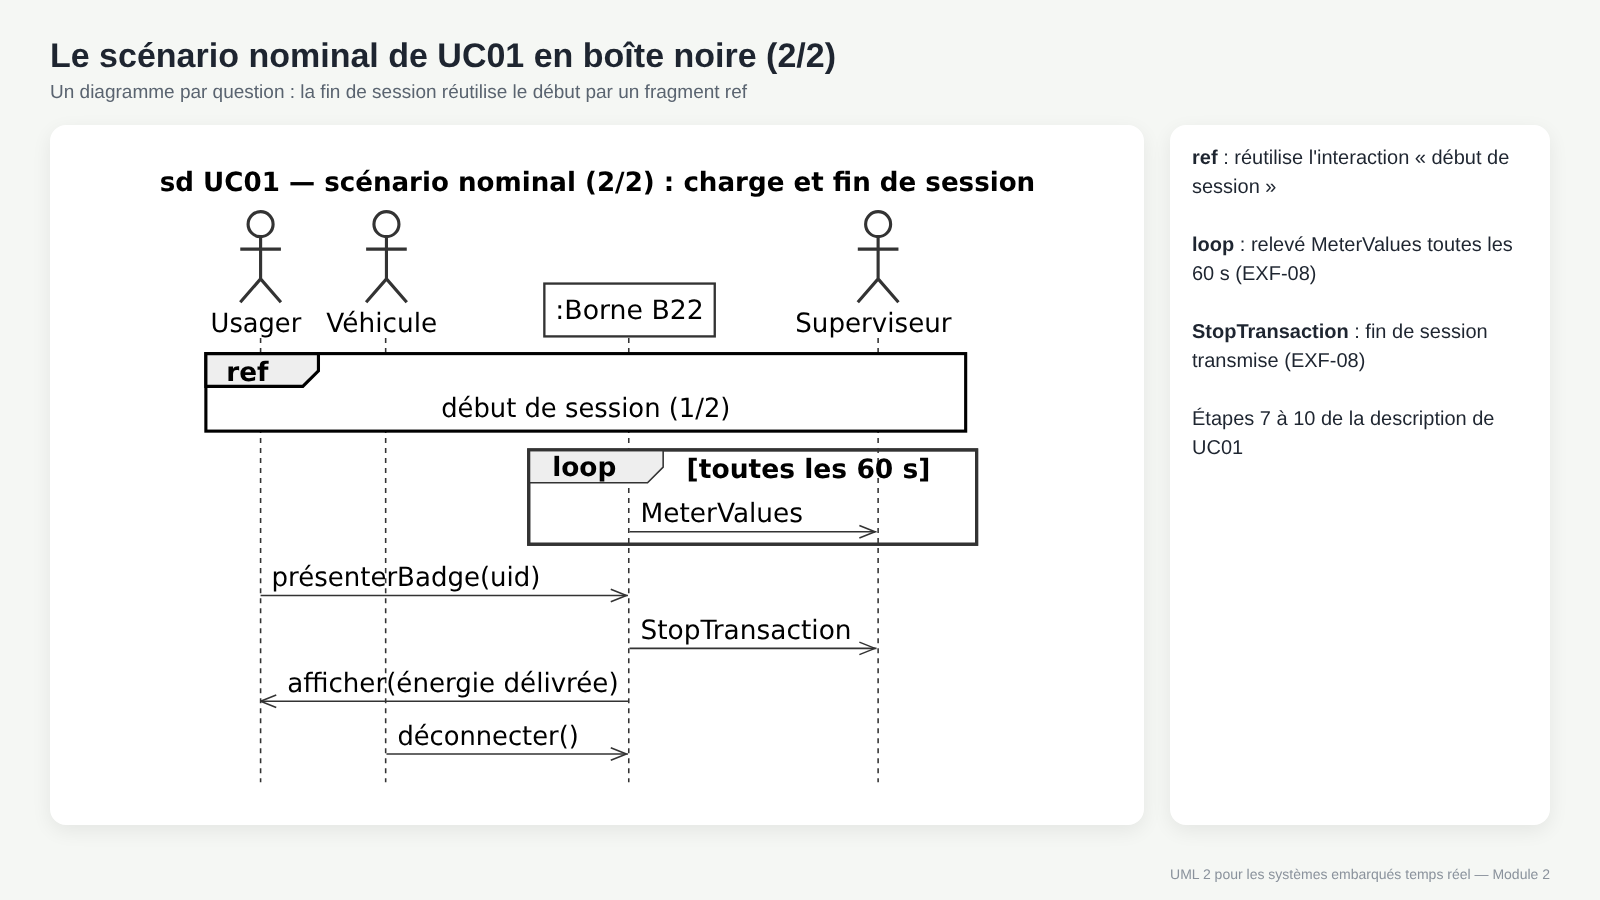 Le scénario nominal de UC01 en boîte noire (2/2)
Un diagramme par question : la fin de session réutilise le début par un fragment ref
sd UC01 — scénario nominal (2/2) : charge et fin de session
Usager
Véhicule
:Borne B22
Superviseur
ref
début de session (1/2)
loop
[toutes les 60 s]
MeterValues
présenterBadge(uid)
StopTransaction
afficher(énergie délivrée)
déconnecter()
ref : réutilise l'interaction « début de
session »
loop : relevé MeterValues toutes les
60 s (EXF-08)
StopTransaction : fin de session
transmise (EXF-08)
Étapes 7 à 10 de la description de
UC01
UML 2 pour les systèmes embarqués temps réel — Module 2